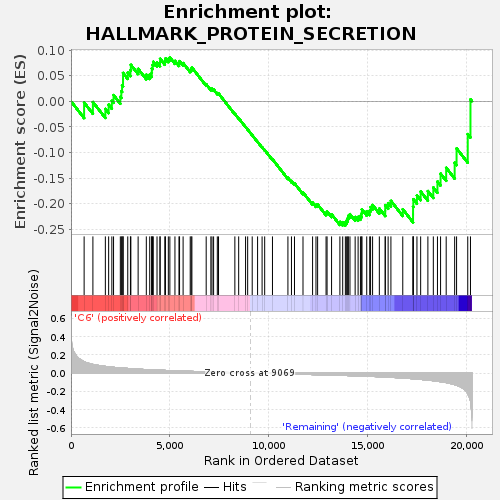 Enrichment plot:
HALLMARK_PROTEIN_SECRETION
Enrichment score (ES)
0.10
0.05
0.00
-0.05
-0.10
-0.15
-0.20
-0.25
Ranked list metric (Signal2Noise)
0.6
0.4
0.2
0.0
-0.2
-0.4
-0.6
'C6' (positively correlated)
Zero cross at 9069
'Remaining' (negatively correlated)
0
5,000
10,000
15,000
20,000
Rank in Ordered Dataset
Enrichment profile
Hits
Ranking metric scores